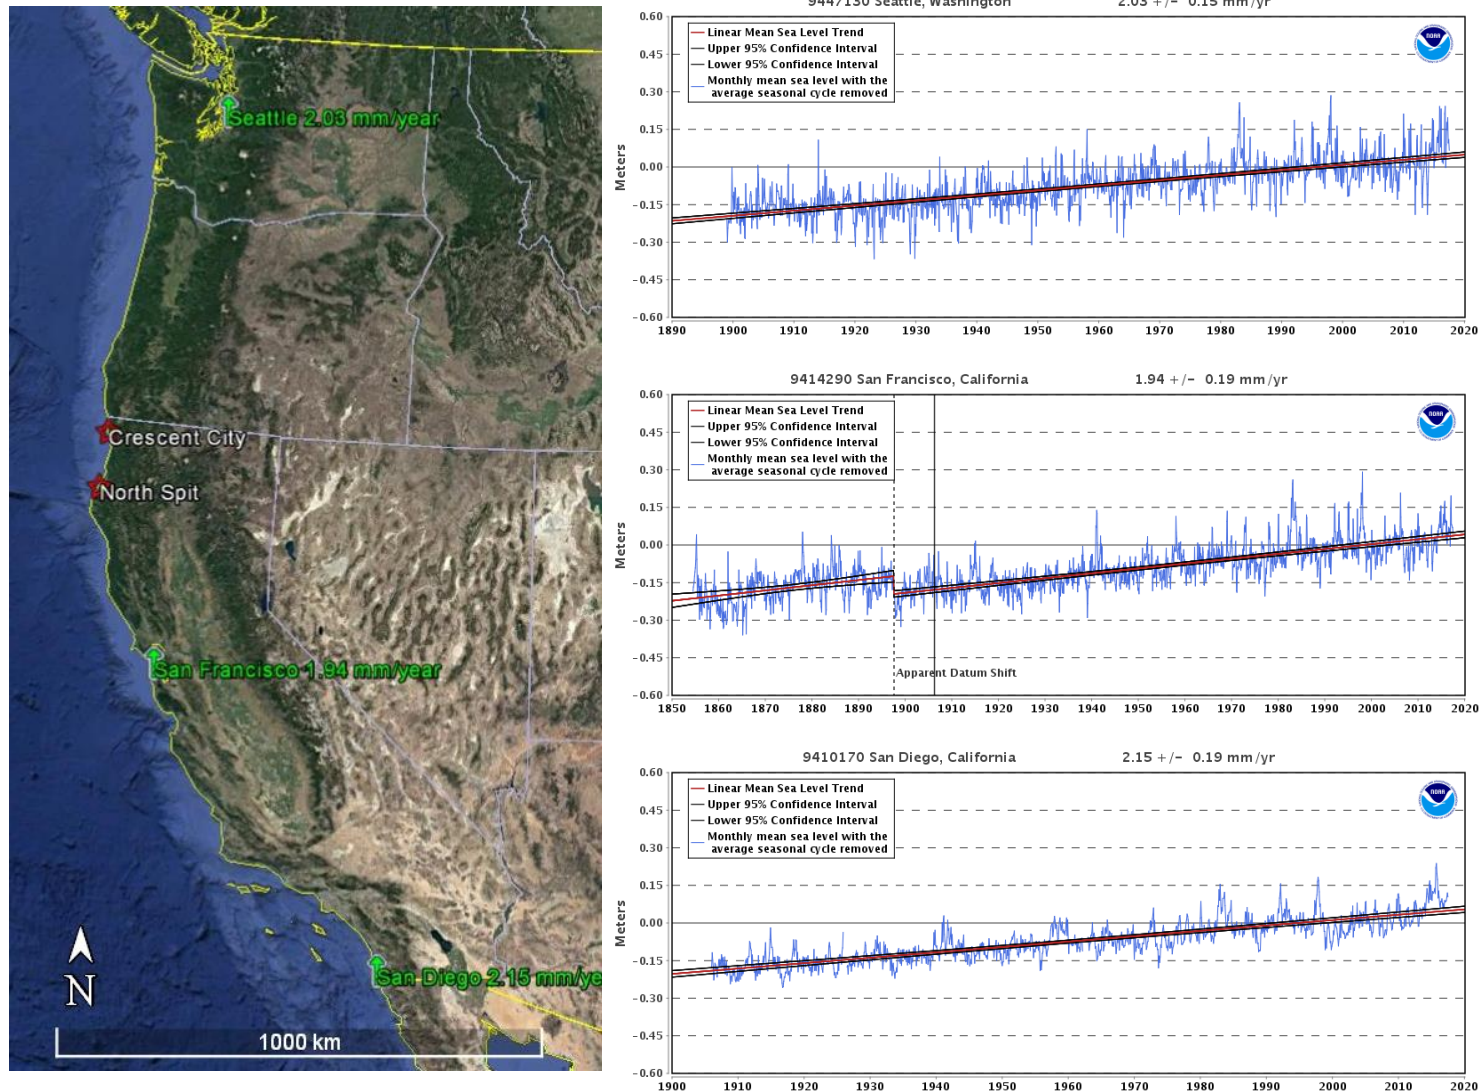 Seattle 2.03 mm/year
Crescent City
North Spit
San Francisco 1.94 mm/year
San Diego 2.15 mm/ye
N
1000 km
9447130 Seattle, Washington 2.03 +/- 0.15 mm/yr
0.60
0.45
0.30
0.15
0.00
-0.15
-0.30
-0.45
-0.60
Meters
Linear Mean Sea Level Trend
Upper 95% Confidence Interval
Lower 95% Confidence Interval
Monthly mean sea level with the
average seasonal cycle removed
NOAA
1890 1900 1910 1920 1930 1940 1950 1960 1970 1980 1990 2000 2010 2020
9414290 San Francisco, California 1.94 +/- 0.19 mm/yr
0.60
0.45
0.30
0.15
0.00
-0.15
-0.30
-0.45
-0.60
Meters
Linear Mean Sea Level Trend
Upper 95% Confidence Interval
Lower 95% Confidence Interval
Monthly mean sea level with the
average seasonal cycle removed
NOAA
Apparent Datum Shift
1850 1860 1870 1880 1890 1900 1910 1920 1930 1940 1950 1960 1970 1980 1990 2000 2010 2020
9410170 San Diego, California 2.15 +/- 0.19 mm/yr
0.60
0.45
0.30
0.15
0.00
-0.15
-0.30
-0.45
-0.60
Meters
Linear Mean Sea Level Trend
Upper 95% Confidence Interval
Lower 95% Confidence Interval
Monthly mean sea level with the
average seasonal cycle removed
NOAA
1900 1910 1920 1930 1940 1950 1960 1970 1980 1990 2000 2010 2020